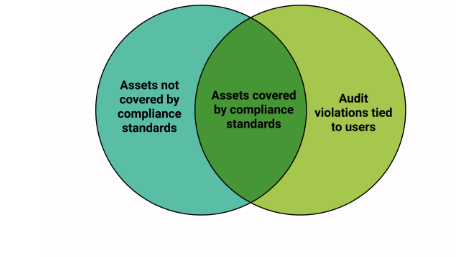 Assets not
covered by
compliance
standards
Assets covered
by compliance
standards
Audit
violations tied
to users